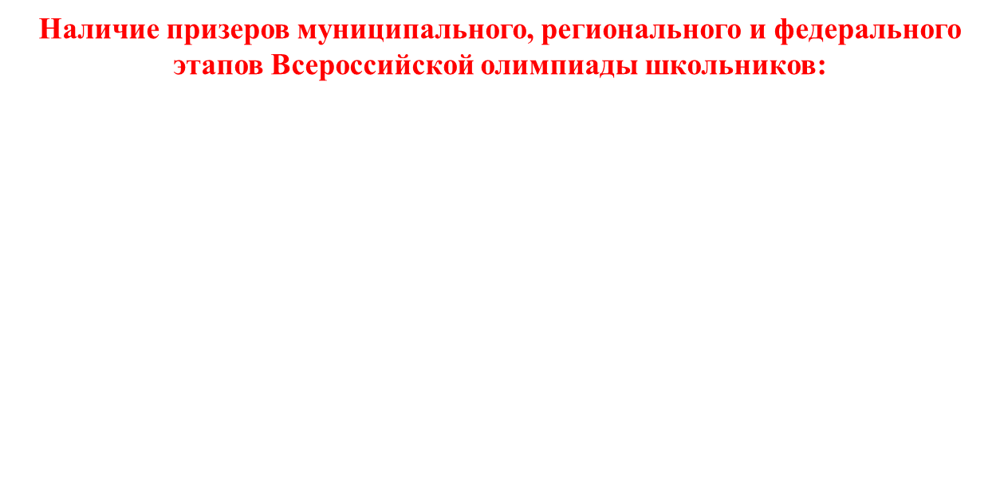 Наличие призеров муниципального, регионального и федерального
этапов Всероссийской олимпиады школьников: